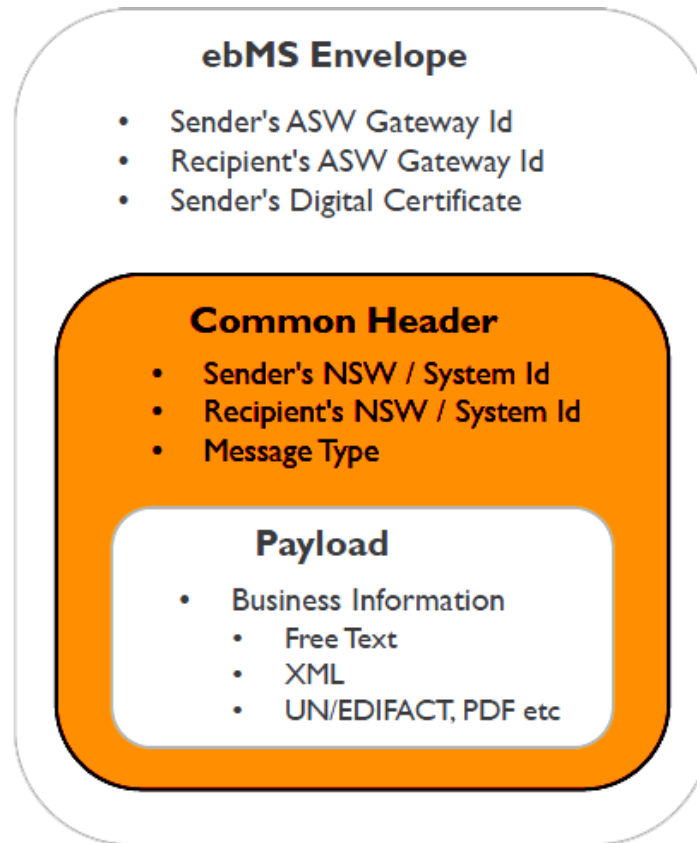 ebMS Envelope
• Sender's ASW Gateway Id
• Recipient's ASW Gateway Id
• Sender's Digital Certificate
Common Header
• Sender's NSW / System Id
• Recipient's NSW / System Id
• Message Type
Payload
• Business Information
• Free Text
• XML
• UN/EDIFACT, PDF etc